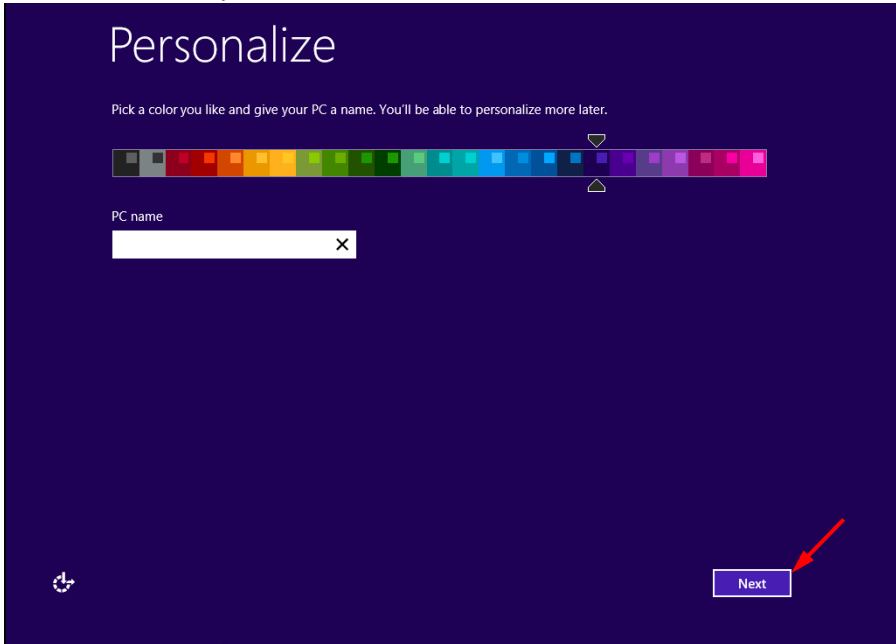 Personalize
Pick a color you like and give your PC a name. You'll be able to personalize more later.
PC name
Next